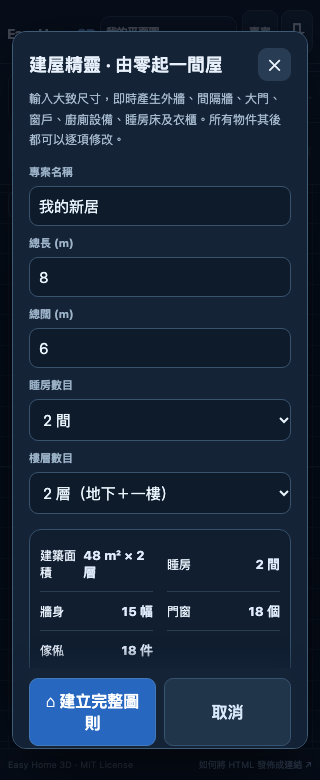 建屋精靈 · 由零起一間屋
輸入大致尺寸，即時產生外牆、間隔牆、大門、
窗戶、廚廁設備、睡房床及衣櫃。所有物件其後
都可以逐項修改。
專案名稱
我的新居
總長 (m)
8
總闊 (m)
6
睡房數目
2 間
樓層數目
2 層（地下＋一樓）
建築面積 48 m² × 2 層
睡房 2 間
牆身 15 幅
門窗 18 個
傢俬 18 件
⌂ 建立完整圖
則
取消
Easy Home 3D · MIT License
如何將 HTML 發佈成連結 ↗